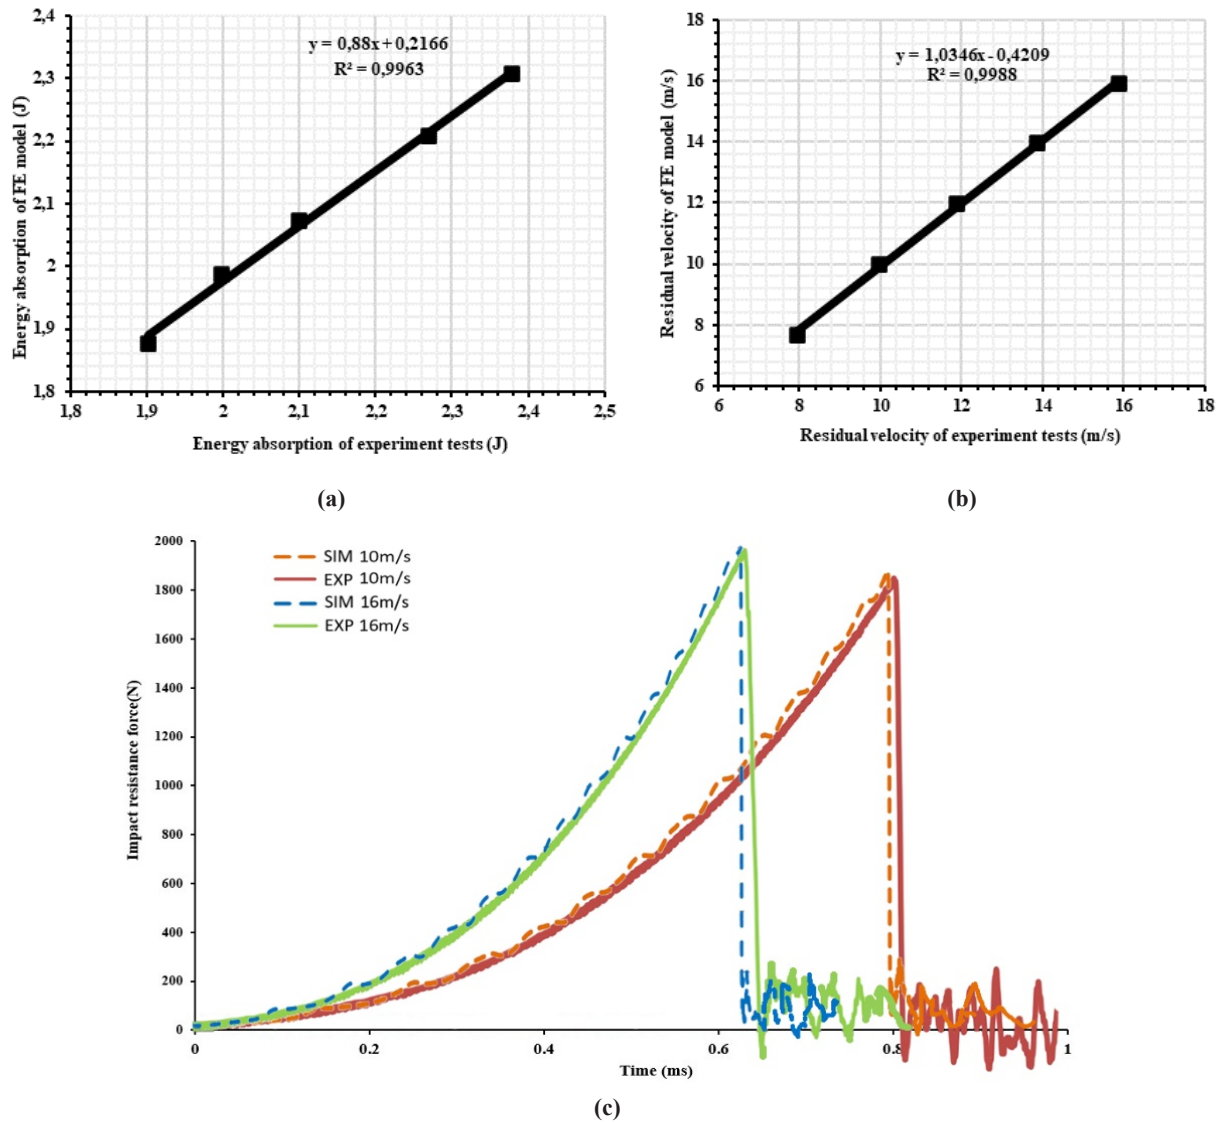 2,4
2,3
2,2
2,1
2
1,9
1,8
1,8
1,9
2
2,1
2,2
2,3
2,4
2,5
y = 0,88x + 0,2166
R² = 0,9963
Energy absorption of FE model (J)
Energy absorption of experiment tests (J)
(a)
18
16
14
12
10
8
6
6
8
10
12
14
16
18
y = 1,0346x - 0,4209
R² = 0,9988
Residual velocity of FE model (m/s)
Residual velocity of experiment tests (m/s)
(b)
2000
1800
1600
1400
1200
1000
800
600
400
200
0
0
0.2
0.4
0.6
0.8
1
SIM 10m/s
EXP 10m/s
SIM 16m/s
EXP 16m/s
Impact resistance force(N)
Time (ms)
(c)